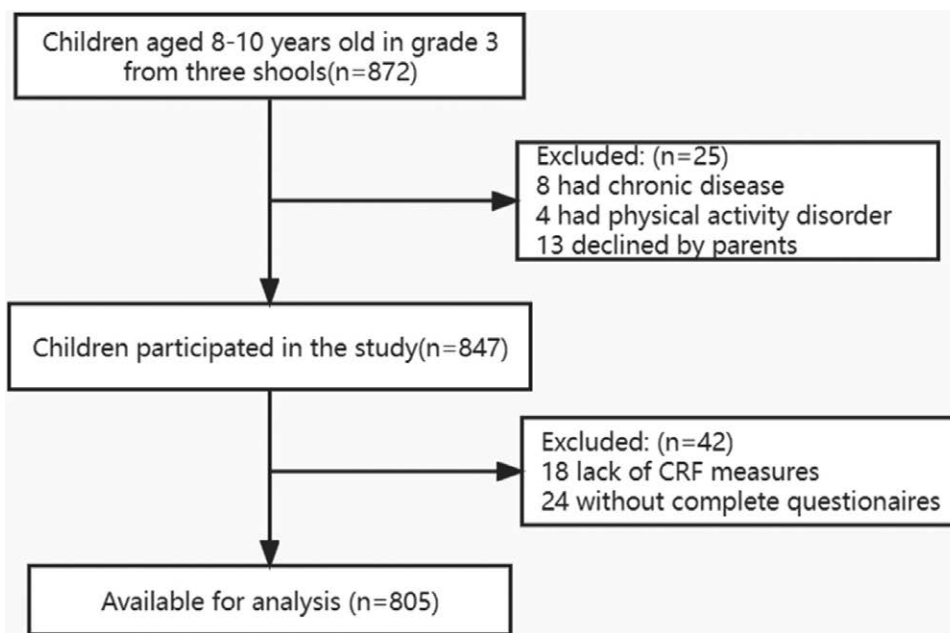 Children aged 8-10 years old in grade 3
from three shools(n=872)
Excluded: (n=25)
8 had chronic disease
4 had physical activity disorder
13 declined by parents
Children participated in the study(n=847)
Excluded: (n=42)
18 lack of CRF measures
24 without complete questionaires
Available for analysis (n=805)